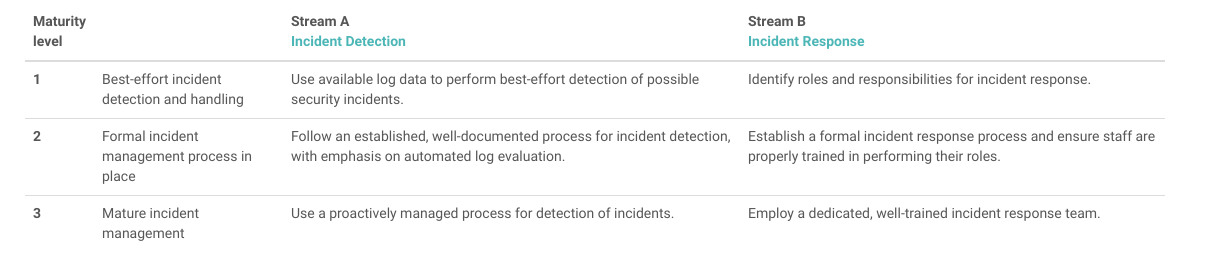 Maturity level
Stream A
Incident Detection
Stream B
Incident Response
1
Best-effort incident
detection and handling
Use available log data to perform best-effort detection of possible
security incidents.
Identify roles and responsibilities for incident response.
2
Formal incident
management process in
place
Follow an established, well-documented process for incident detection,
with emphasis on automated log evaluation.
Establish a formal incident response process and ensure staff are
properly trained in performing their roles.
3
Mature incident
management
Use a proactively managed process for detection of incidents.
Employ a dedicated, well-trained incident response team.